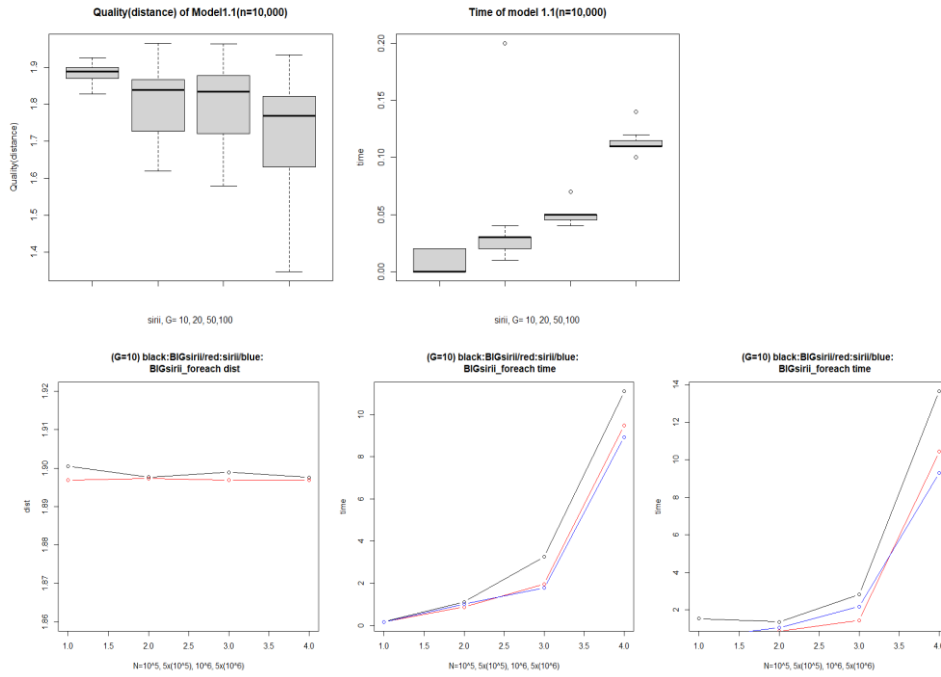 Quality(distance) of Model1.1(n=10,000)
Quality(distance)
1.4
1.5
1.6
1.7
1.8
1.9
sirii, G= 10, 20, 50,100
Time of model 1.1(n=10,000)
time
0.00
0.05
0.10
0.15
0.20
sirii, G= 10, 20, 50,100
(G=10) black:BIGsirii/red:sirii/blue:
BIGsirii_foreach dist
dist
1.86
1.87
1.88
1.89
1.90
1.91
1.92
1.0 1.5 2.0 2.5 3.0 3.5 4.0
N=10^5, 5x(10^5), 10^6, 5x(10^6)
(G=10) black:BIGsirii/red:sirii/blue:
BIGsirii_foreach time
time
0
2
4
6
8
10
1.0 1.5 2.0 2.5 3.0 3.5 4.0
N=10^5, 5x(10^5), 10^6, 5x(10^6)
(G=10) black:BIGsirii/red:sirii/blue:
BIGsirii_foreach time
time
2
4
6
8
10
12
14
1.0 1.5 2.0 2.5 3.0 3.5 4.0
N=10^5, 5x(10^5), 10^6, 5x(10^6)